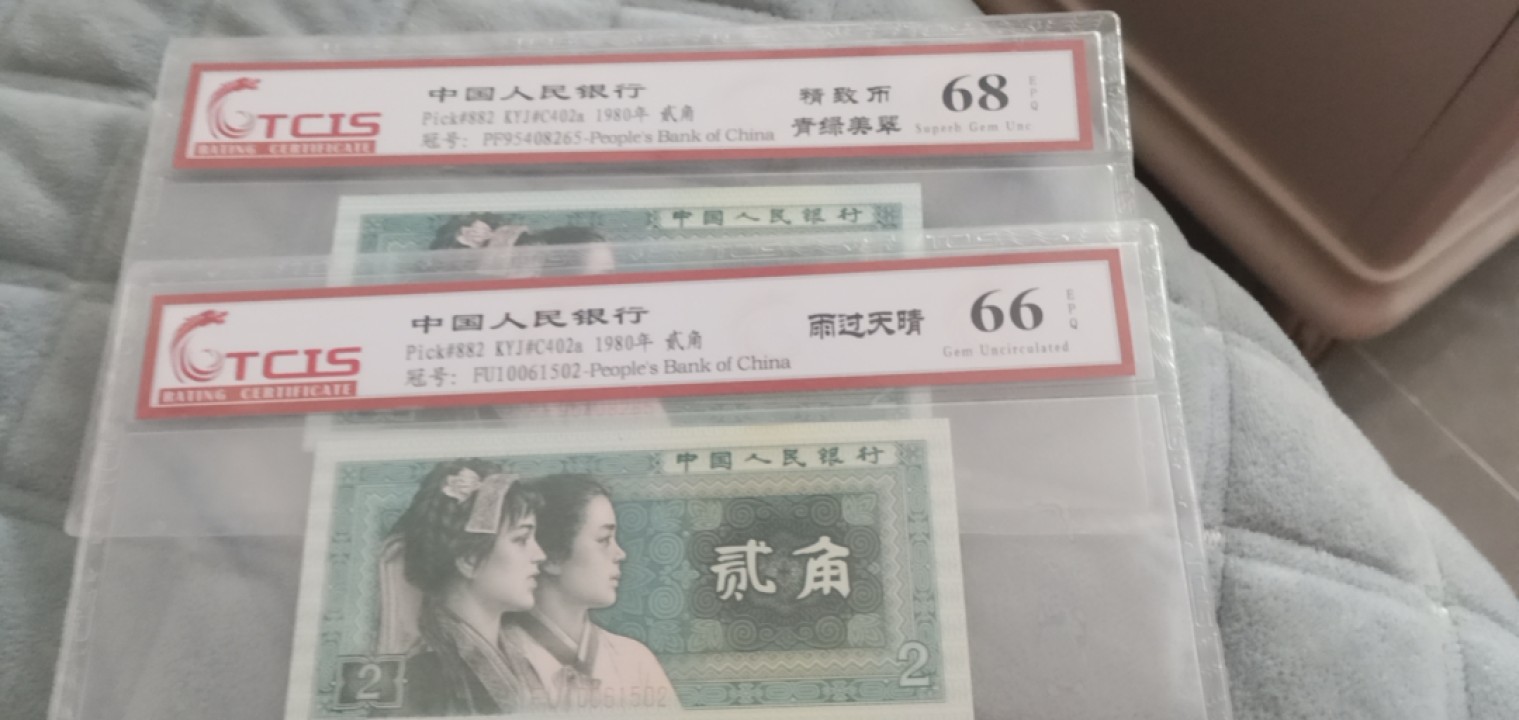 TCIS
RATING CERTIFICATE
中国人民银行
Pick#882 KYJ#C402a 1980年 贰角
冠号: PF95408265-People's Bank of China
精致币
青绿美翠
68
EPQ
Superb Gem Unc
中国人民银行
TCIS
RATING CERTIFICATE
中国人民银行
Pick#882 KYJ#C402a 1980年 贰角
冠号: FU10061502-People's Bank of China
雨过天晴
66
EPQ
Gem Uncirculated
中国人民银行
贰角
2
2
FU10061502